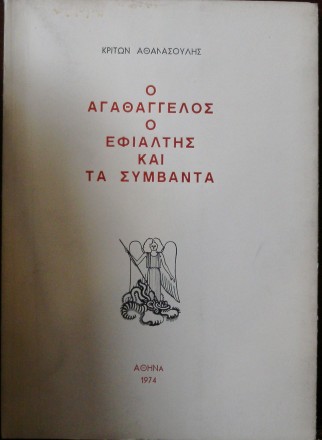 ΚΡΙΤΩΝ ΑΘΑΝΑΣΟΥΛΗΣ
Ο
ΑΓΑΘΑΓΓΕΛΟΣ
Ο
ΕΦΙΑΛΤΗΣ
ΚΑΙ
ΤΑ ΣΥΜΒΑΝΤΑ
ΑΘΗΝΑ
1974